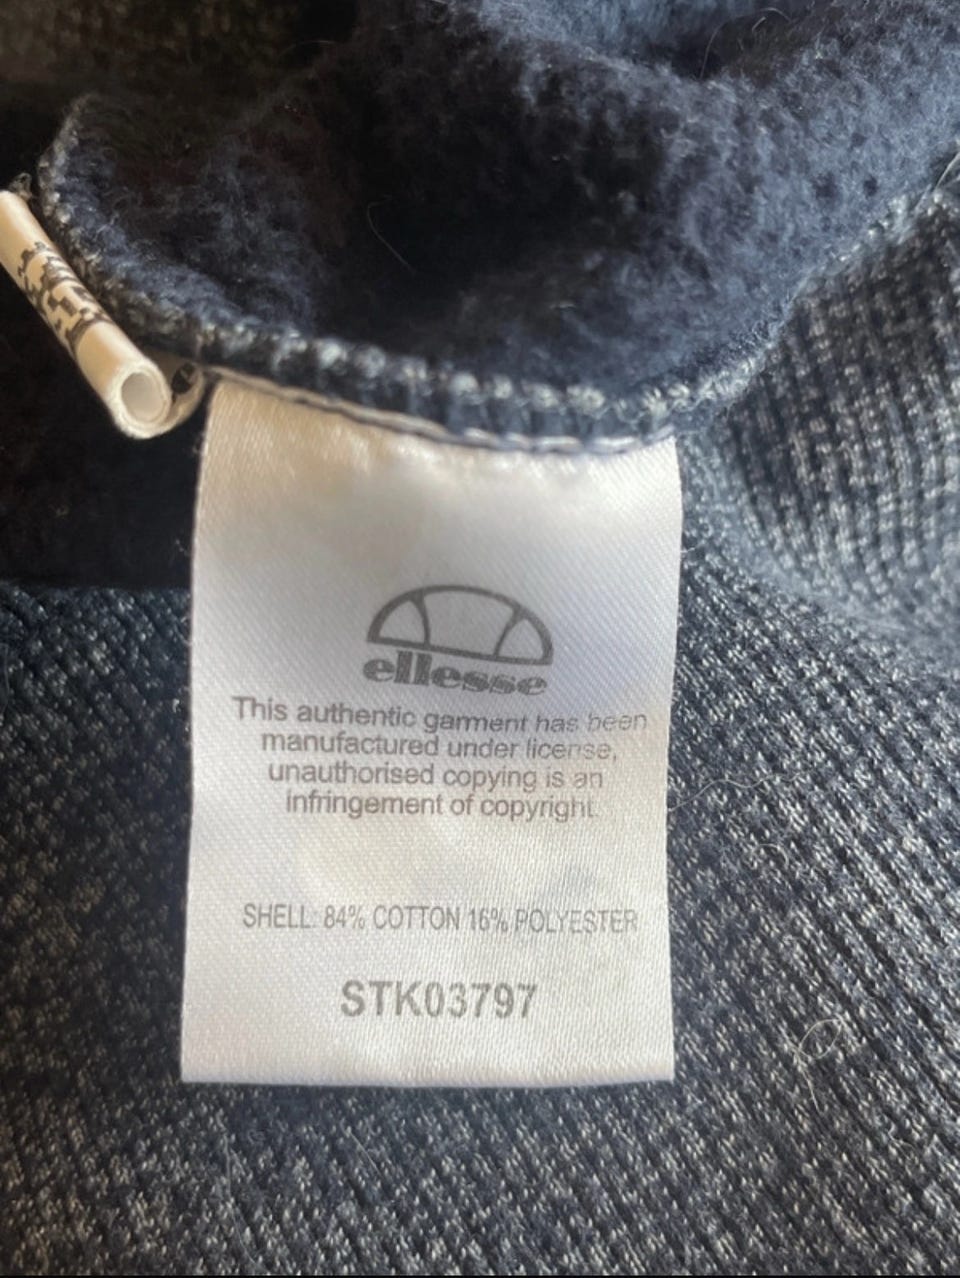 ellesse
This authentic garment has been
manufactured under license,
unauthorised copying is an
infringement of copyright.
SHELL: 84% COTTON 16% POLYESTER
STK03797